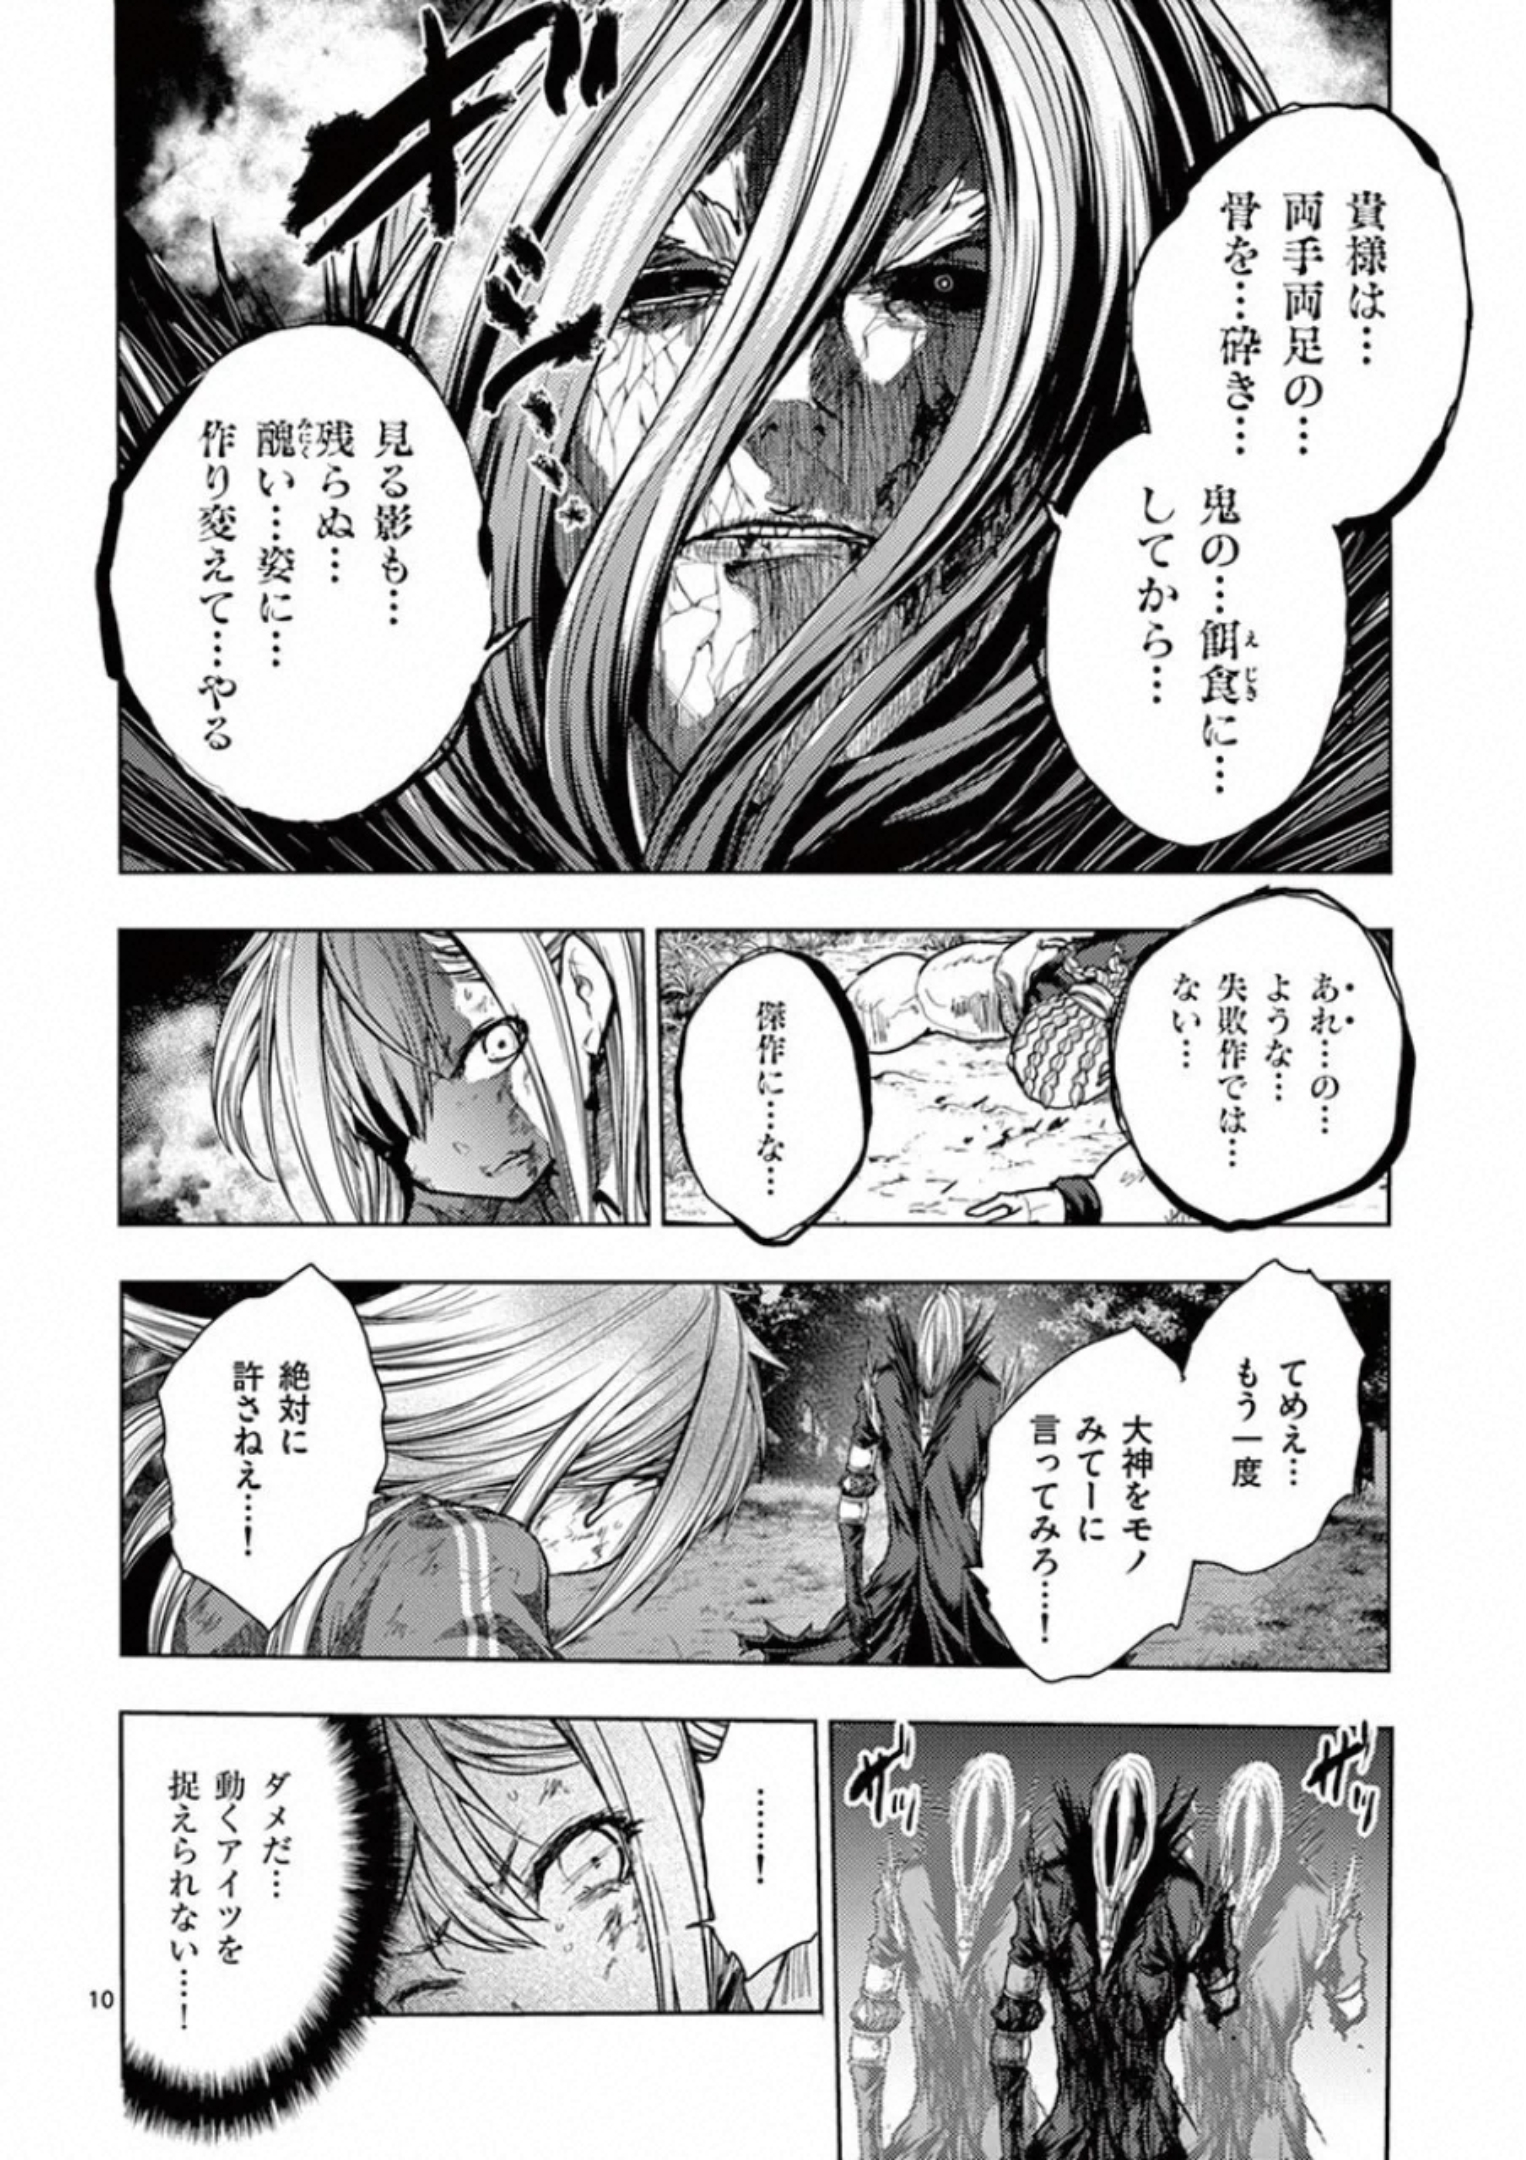 貴様は…
両手両足の…
骨を…砕き…
鬼の…餌食に…
してから…
ギシ…
見る影も…
残らぬ…
醜い…姿に…
作り変えて…やる
あれ…の…
ような…
失敗作では…
ない…
傑作に…な…
てめえ…
もう一度
大神をモノ
みてーに
言ってみろ……！
絶対に
許さねえ……！
ザッ
ザッ
……！
ダメだ…
動くアイツを
捉えられない……！
10